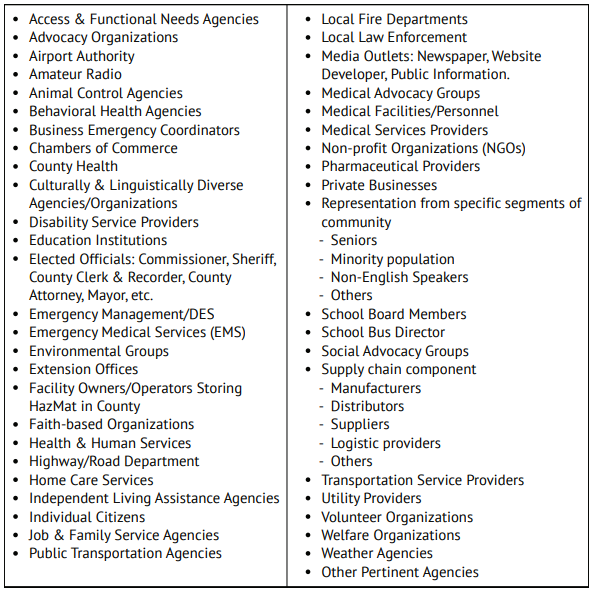 • Access & Functional Needs Agencies
• Advocacy Organizations
• Airport Authority
• Amateur Radio
• Animal Control Agencies
• Behavioral Health Agencies
• Business Emergency Coordinators
• Chambers of Commerce
• County Health
• Culturally & Linguistically Diverse
Agencies/Organizations
• Disability Service Providers
• Education Institutions
• Elected Officials: Commissioner, Sheriff,
County Clerk & Recorder, County
Attorney, Mayor, etc.
• Emergency Management/DES
• Emergency Medical Services (EMS)
• Environmental Groups
• Extension Offices
• Facility Owners/Operators Storing
HazMat in County
• Faith-based Organizations
• Health & Human Services
• Highway/Road Department
• Home Care Services
• Independent Living Assistance Agencies
• Individual Citizens
• Job & Family Service Agencies
• Public Transportation Agencies
• Local Fire Departments
• Local Law Enforcement
• Media Outlets: Newspaper, Website
Developer, Public Information.
• Medical Advocacy Groups
• Medical Facilities/Personnel
• Medical Services Providers
• Non-profit Organizations (NGOs)
• Pharmaceutical Providers
• Private Businesses
• Representation from specific segments of
community
- Seniors
- Minority population
- Non-English Speakers
- Others
• School Board Members
• School Bus Director
• Social Advocacy Groups
• Supply chain component
- Manufacturers
- Distributors
- Suppliers
- Logistic providers
- Others
• Transportation Service Providers
• Utility Providers
• Volunteer Organizations
• Welfare Organizations
• Weather Agencies
• Other Pertinent Agencies